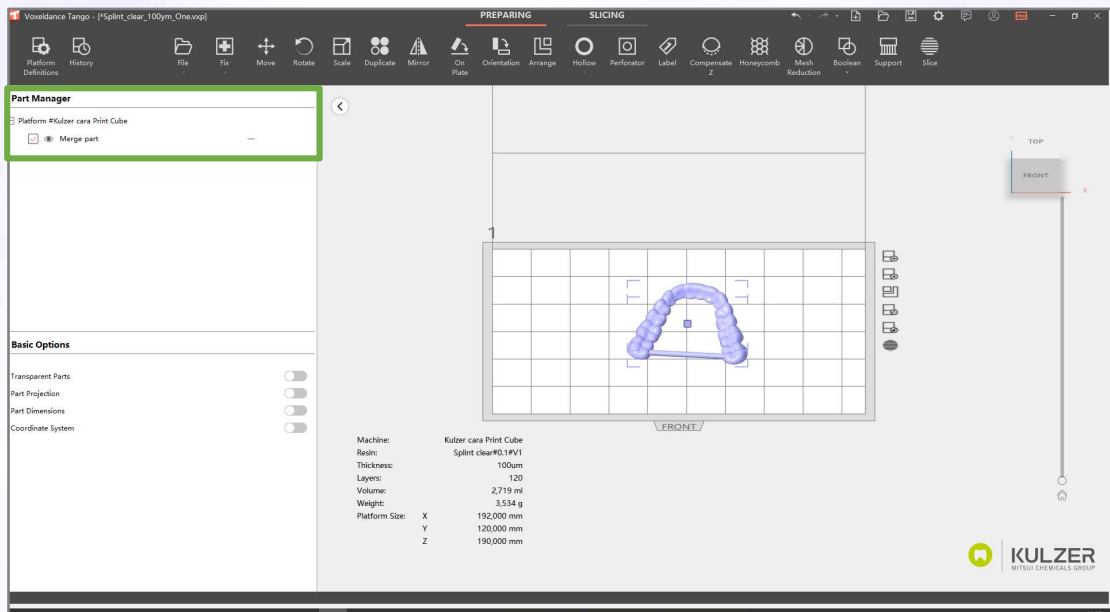 Voxeldance Tango - [*Splint_clear_100ym_One.vxp]
PREPARING SLICING
Platform Definitions
History
File
Fix
Move
Rotate
Scale
Duplicate
Mirror
On Plate
Orientation
Arrange
Hollow
Perforator
Label
Compensate Z
Honeycomb
Mesh Reduction
Boolean
Support
Slice
Part Manager
Platform #Kulzer cara Print Cube
Merge part
Basic Options
Transparent Parts
Part Projection
Part Dimensions
Coordinate System
1
FRONT
Machine: Kulzer cara Print Cube
Resin: Splint clear#0.1#V1
Thickness: 100um
Layers: 120
Volume: 2,719 ml
Weight: 3,534 g
Platform Size: X 192,000 mm
Y 120,000 mm
Z 190,000 mm
Y TOP
FRONT
X
KULZER
MITSUI CHEMICALS GROUP